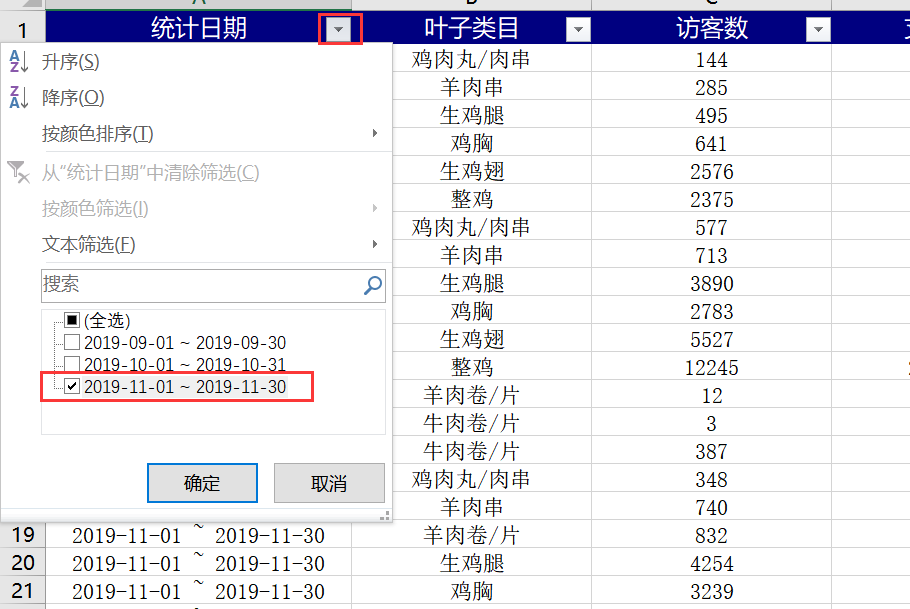 1 统计日期 叶子类目 访客数
升序(S)
降序(O)
按颜色排序(T)
从“统计日期”中清除筛选(C)
按颜色筛选(I)
文本筛选(F)
搜索
(全选)
2019-09-01 ~ 2019-09-30
2019-10-01 ~ 2019-10-31
2019-11-01 ~ 2019-11-30
确定 取消
鸡肉丸/肉串 144
羊肉串 285
生鸡腿 495
鸡胸 641
生鸡翅 2576
整鸡 2375
鸡肉丸/肉串 577
羊肉串 713
生鸡腿 3890
鸡胸 2783
生鸡翅 5527
整鸡 12245
羊肉卷/片 12
牛肉卷/片 3
牛肉卷/片 387
鸡肉丸/肉串 348
羊肉串 740
19 2019-11-01 ~ 2019-11-30 羊肉卷/片 832
20 2019-11-01 ~ 2019-11-30 生鸡腿 4254
21 2019-11-01 ~ 2019-11-30 鸡胸 3239